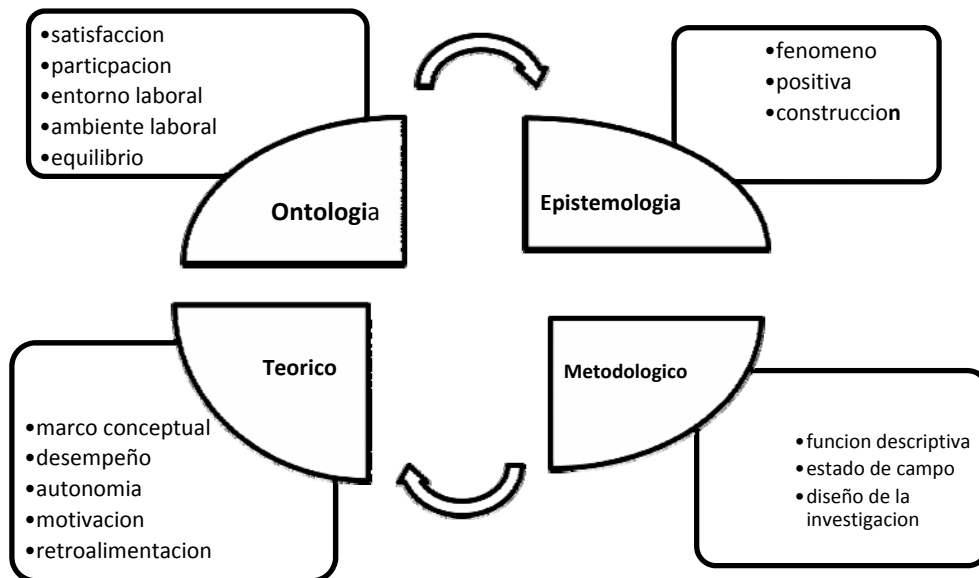 •satisfaccion
•particpacion
•entorno laboral
•ambiente laboral
•equilibrio
Ontologia
•fenomeno
•positiva
•construccion
Epistemologia
Teorico
•marco conceptual
•desempeño
•autonomia
•motivacion
•retroalimentacion
Metodologico
•funcion descriptiva
•estado de campo
•diseño de la
investigacion